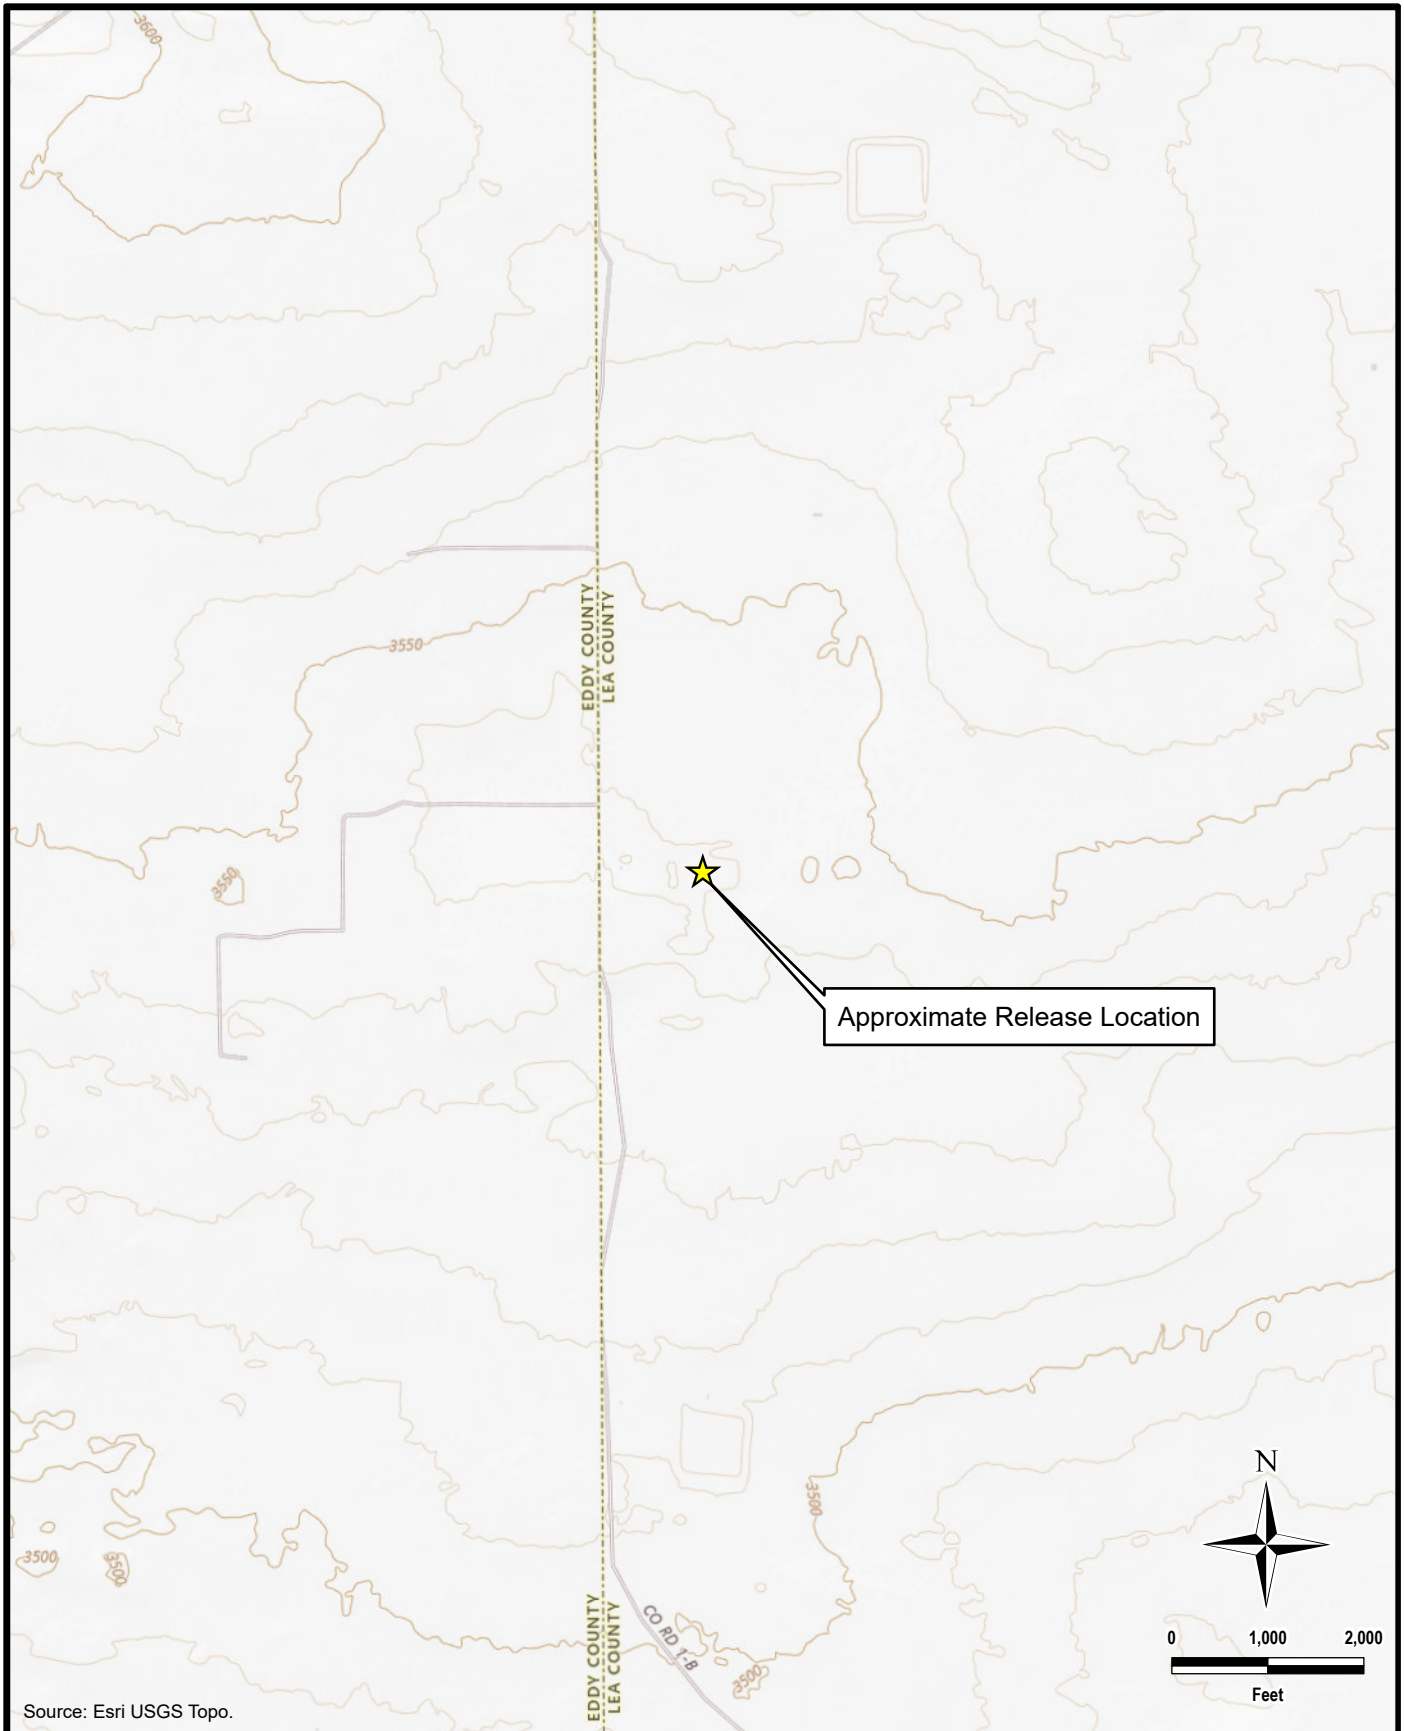 3600
EDDY COUNTY
LEA COUNTY
3550
3550
Approximate Release Location
N
3500
3500
3500
EDDY COUNTY
LEA COUNTY
CO RD 1-B
3500
0 1,000 2,000
Feet
Source: Esri USGS Topo.